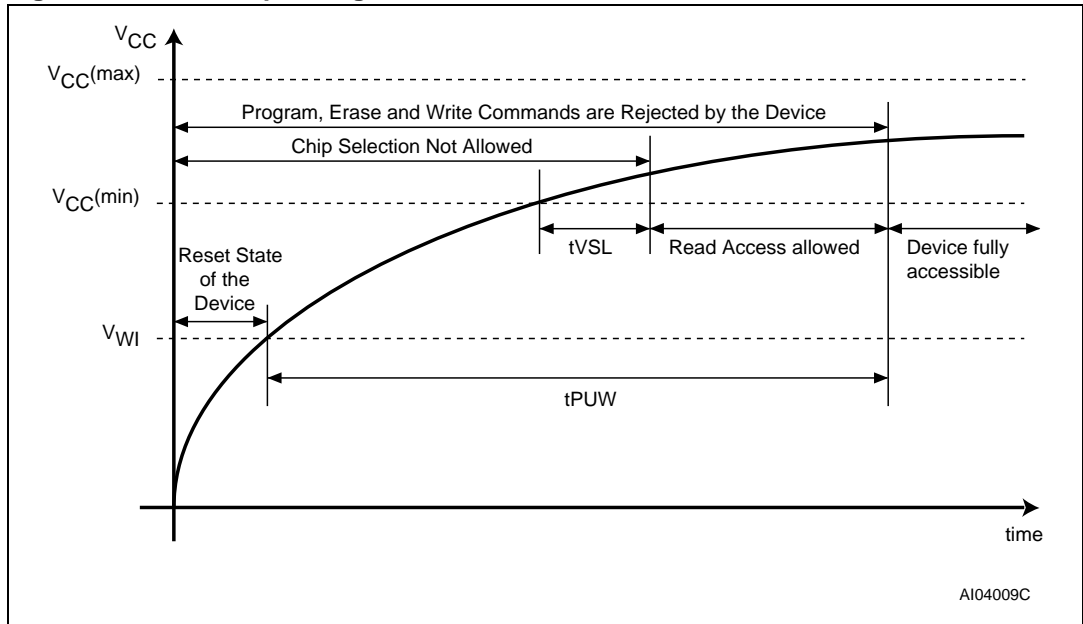 VCC
VCC(max)
Program, Erase and Write Commands are Rejected by the Device
Chip Selection Not Allowed
VCC(min)
tVSL
Read Access allowed
Device fully
accessible
Reset State
of the
Device
VWI
tPUW
time
AI04009C